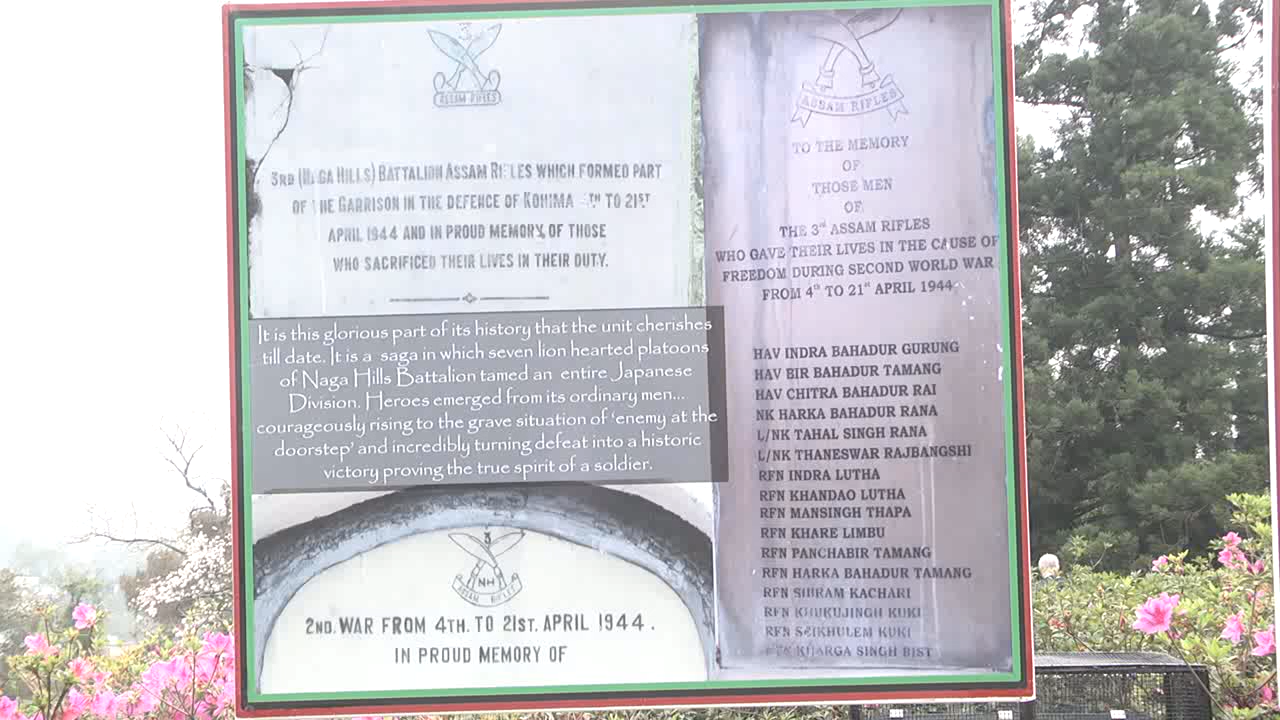 3
ASSAM RIFLES
3RD (NAGA HILLS) BATTALION ASSAM RIFLES WHICH FORMED PART
OF THE GARRISON IN THE DEFENCE OF KOHIMA TO 21ST
APRIL 1944 AND IN PROUD MEMORY, OF THOSE
WHO SACRIFICED THEIR LIVES IN THEIR DUTY.
It is this glorious part of its history that the unit cherishes
till date. It is a saga in which seven lion hearted platoons
of Naga Hills Battalion tamed an entire Japanese
Division. Heroes emerged from its ordinary men...
courageously rising to the grave situation of 'enemy at the
doorstep' and incredibly turning defeat into a historic
victory proving the true spirit of a soldier.
3
NH
ASSAM RIFLES
2ND. WAR FROM 4TH. TO 21ST. APRIL 1944.
IN PROUD MEMORY OF
ASSAM RIFLES
TO THE MEMORY
OF
THOSE MEN
OF
THE 3rd ASSAM RIFLES
WHO GAVE THEIR LIVES IN THE CAUSE OF
FREEDOM DURING SECOND WORLD WAR
FROM 4th TO 21st APRIL 1944
HAV INDRA BAHADUR GURUNG
HAV BIR BAHADUR TAMANG
HAV CHITRA BAHADUR RAI
NK HARKA BAHADUR RANA
L/NK TAHAL SINGH RANA
L/NK THANESWAR RAJBANGSHI
RFN INDRA LUTHA
RFN KHANDAO LUTHA
RFN MANSINGH THAPA
RFN KHARE LIMBU
RFN PANCHABIR TAMANG
RFN HARKA BAHADUR TAMANG
RFN SIBRAM KACHARI
RFN KHUKUJINGH KUKI
RFN SEIKHULEM KUKI
RFN KHARGA SINGH BIST